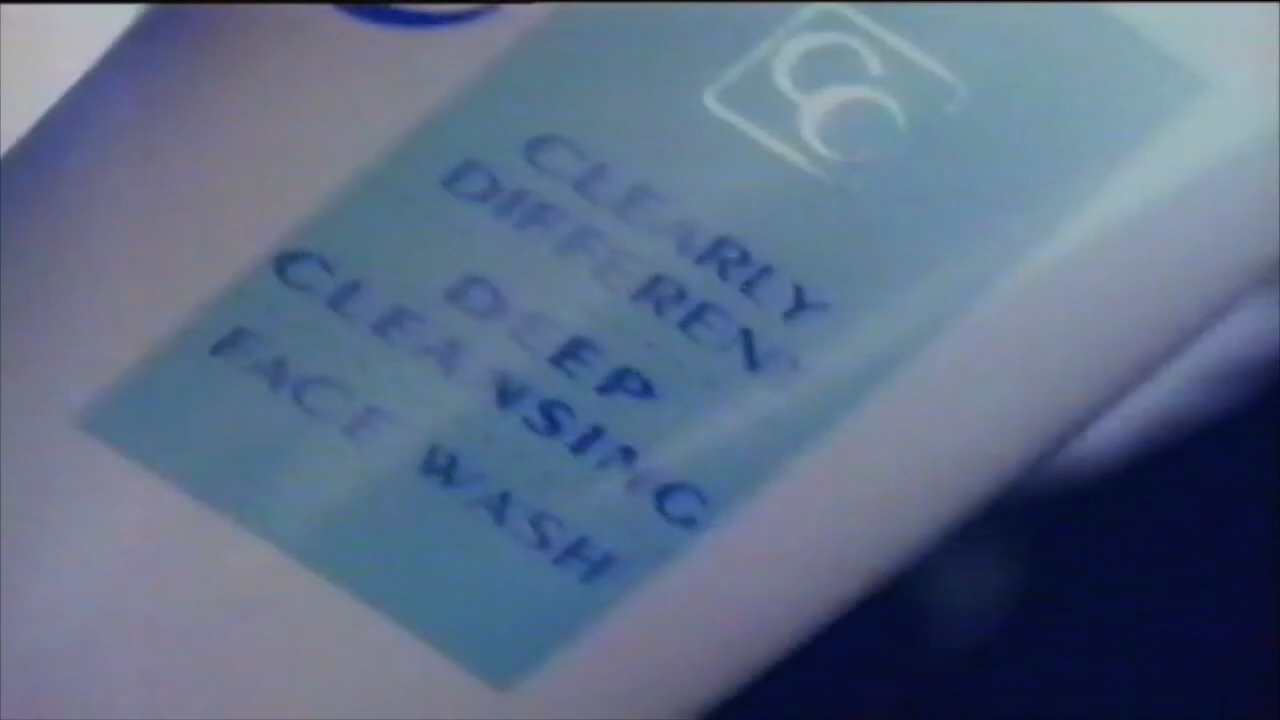 CLEARLY
DIFFERENT
DEEP
CLEANSING
FACE WASH